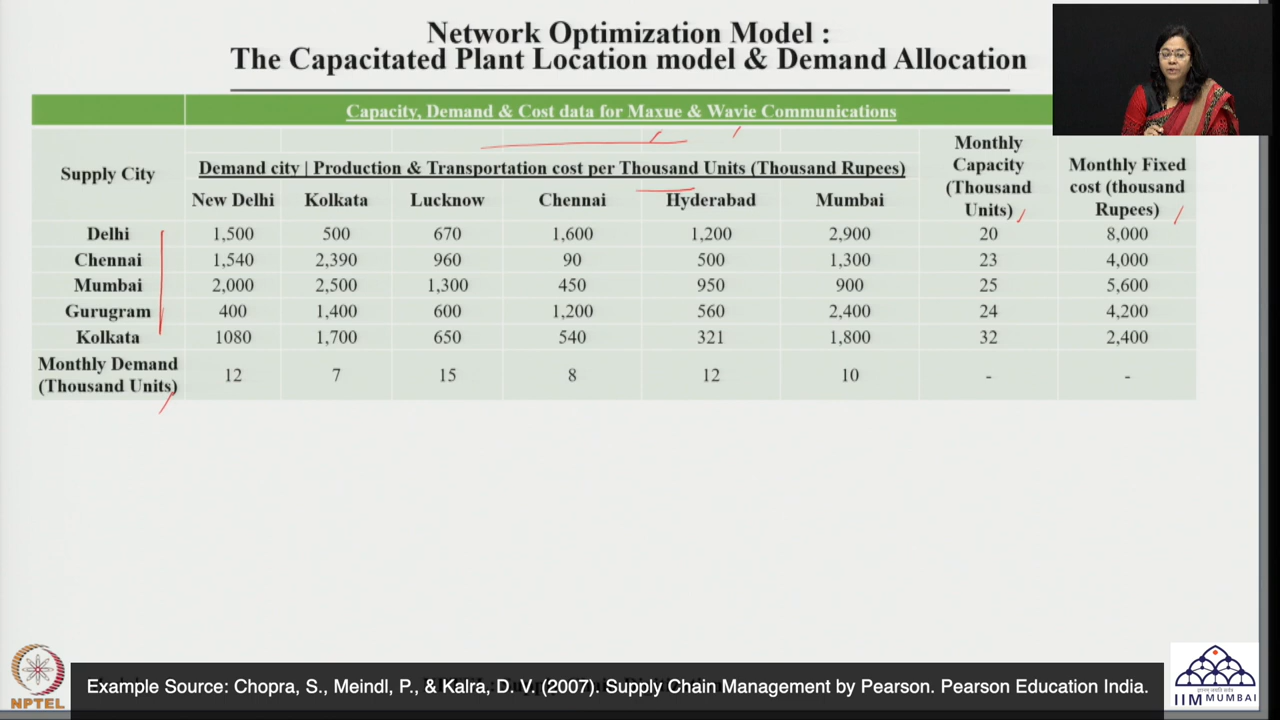 Network Optimization Model :
The Capacitated Plant Location model & Demand Allocation
Capacity, Demand & Cost data for Maxue & Wavie Communications
Supply City
Demand city | Production & Transportation cost per Thousand Units (Thousand Rupees)
Monthly Capacity (Thousand Units)
Monthly Fixed cost (thousand Rupees)
New Delhi Kolkata Lucknow Chennai Hyderabad Mumbai
Delhi 1,500 500 670 1,600 1,200 2,900 20 8,000
Chennai 1,540 2,390 960 90 500 1,300 23 4,000
Mumbai 2,000 2,500 1,300 450 950 900 25 5,600
Gurugram 400 1,400 600 1,200 560 2,400 24 4,200
Kolkata 1080 1,700 650 540 321 1,800 32 2,400
Monthly Demand (Thousand Units) 12 7 15 8 12 10 - -
Example Source: Chopra, S., Meindl, P., & Kalra, D. V. (2007). Supply Chain Management by Pearson. Pearson Education India.
NPTEL
IIM MUMBAI